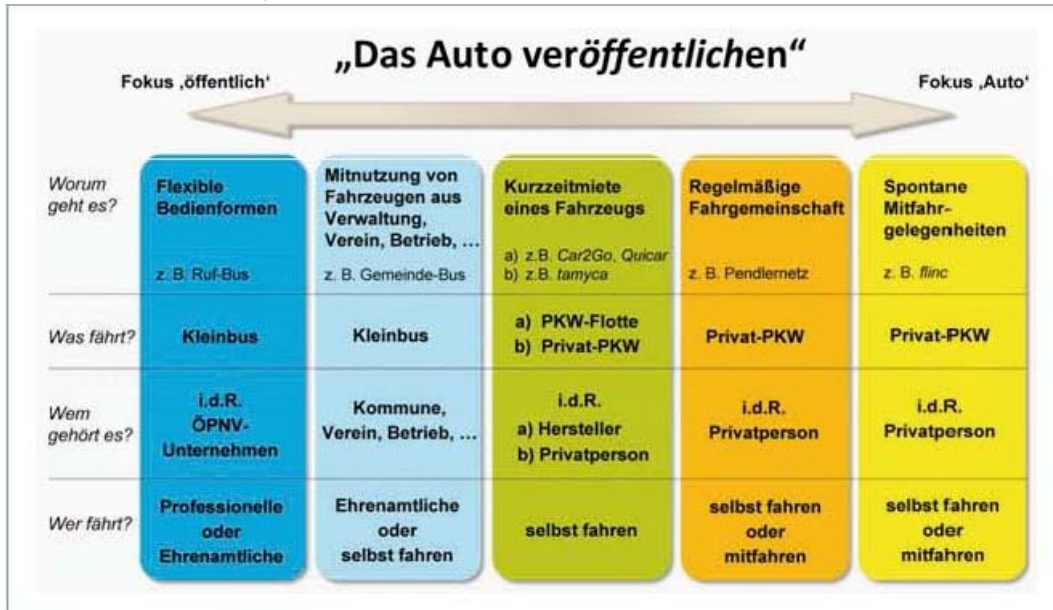 „Das Auto veröffentlichen“
Fokus ‚öffentlich‘
Fokus ‚Auto‘
Worum
geht es?
Flexible
Bedienformen
z. B. Ruf-Bus
Mitnutzung von
Fahrzeugen aus
Verwaltung,
Verein, Betrieb, ...
z. B. Gemeinde-Bus
Kurzzeitmiete
eines Fahrzeugs
a) z.B. Car2Go, Quicar
b) z.B. tamyca
Regelmäßige
Fahrgemeinschaft
z. B. Pendlernetz
Spontane
Mitfahr-
gelegenheiten
z. B. flinc
Was fährt?
Kleinbus
Kleinbus
a) PKW-Flotte
b) Privat-PKW
Privat-PKW
Privat-PKW
Wem
gehört es?
i.d.R.
ÖPNV-
Unternehmen
Kommune,
Verein, Betrieb, ...
i.d.R.
a) Hersteller
b) Privatperson
i.d.R.
Privatperson
i.d.R.
Privatperson
Wer fährt?
Professionelle
oder
Ehrenamtliche
Ehrenamtliche
oder
selbst fahren
selbst fahren
selbst fahren
oder
mitfahren
selbst fahren
oder
mitfahren